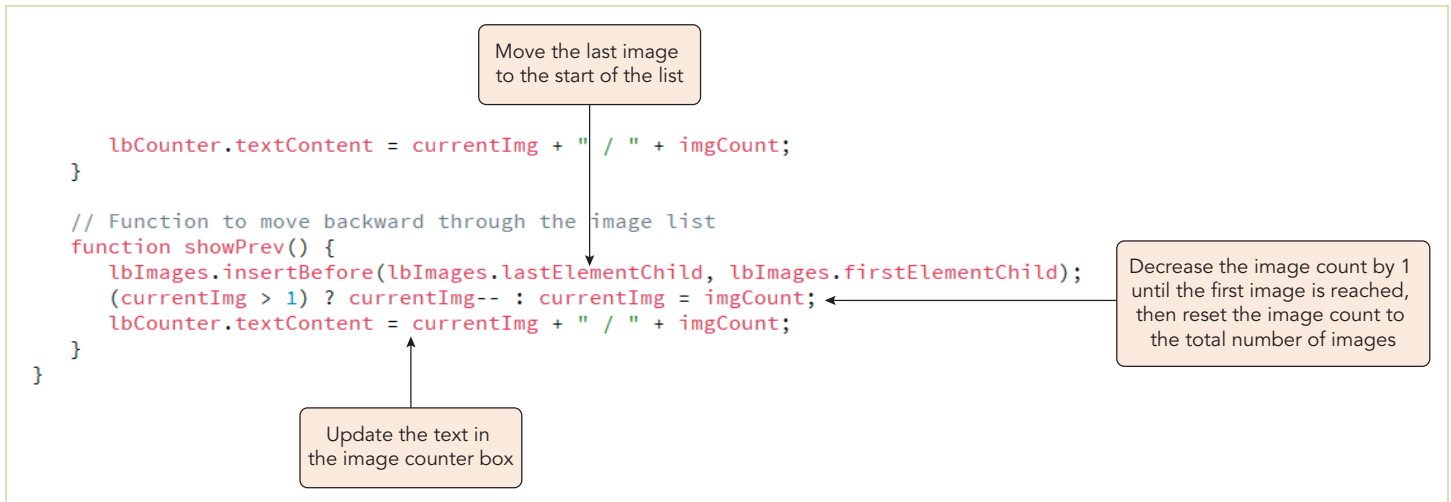 Move the last image
to the start of the list
lbCounter.textContent = currentImg + " / " + imgCount;
}
// Function to move backward through the image list
function showPrev() {
lbImages.insertBefore(lbImages.lastElementChild, lbImages.firstElementChild);
(currentImg > 1) ? currentImg-- : currentImg = imgCount;
lbCounter.textContent = currentImg + " / " + imgCount;
}
}
Decrease the image count by 1
until the first image is reached,
then reset the image count to
the total number of images
Update the text in
the image counter box